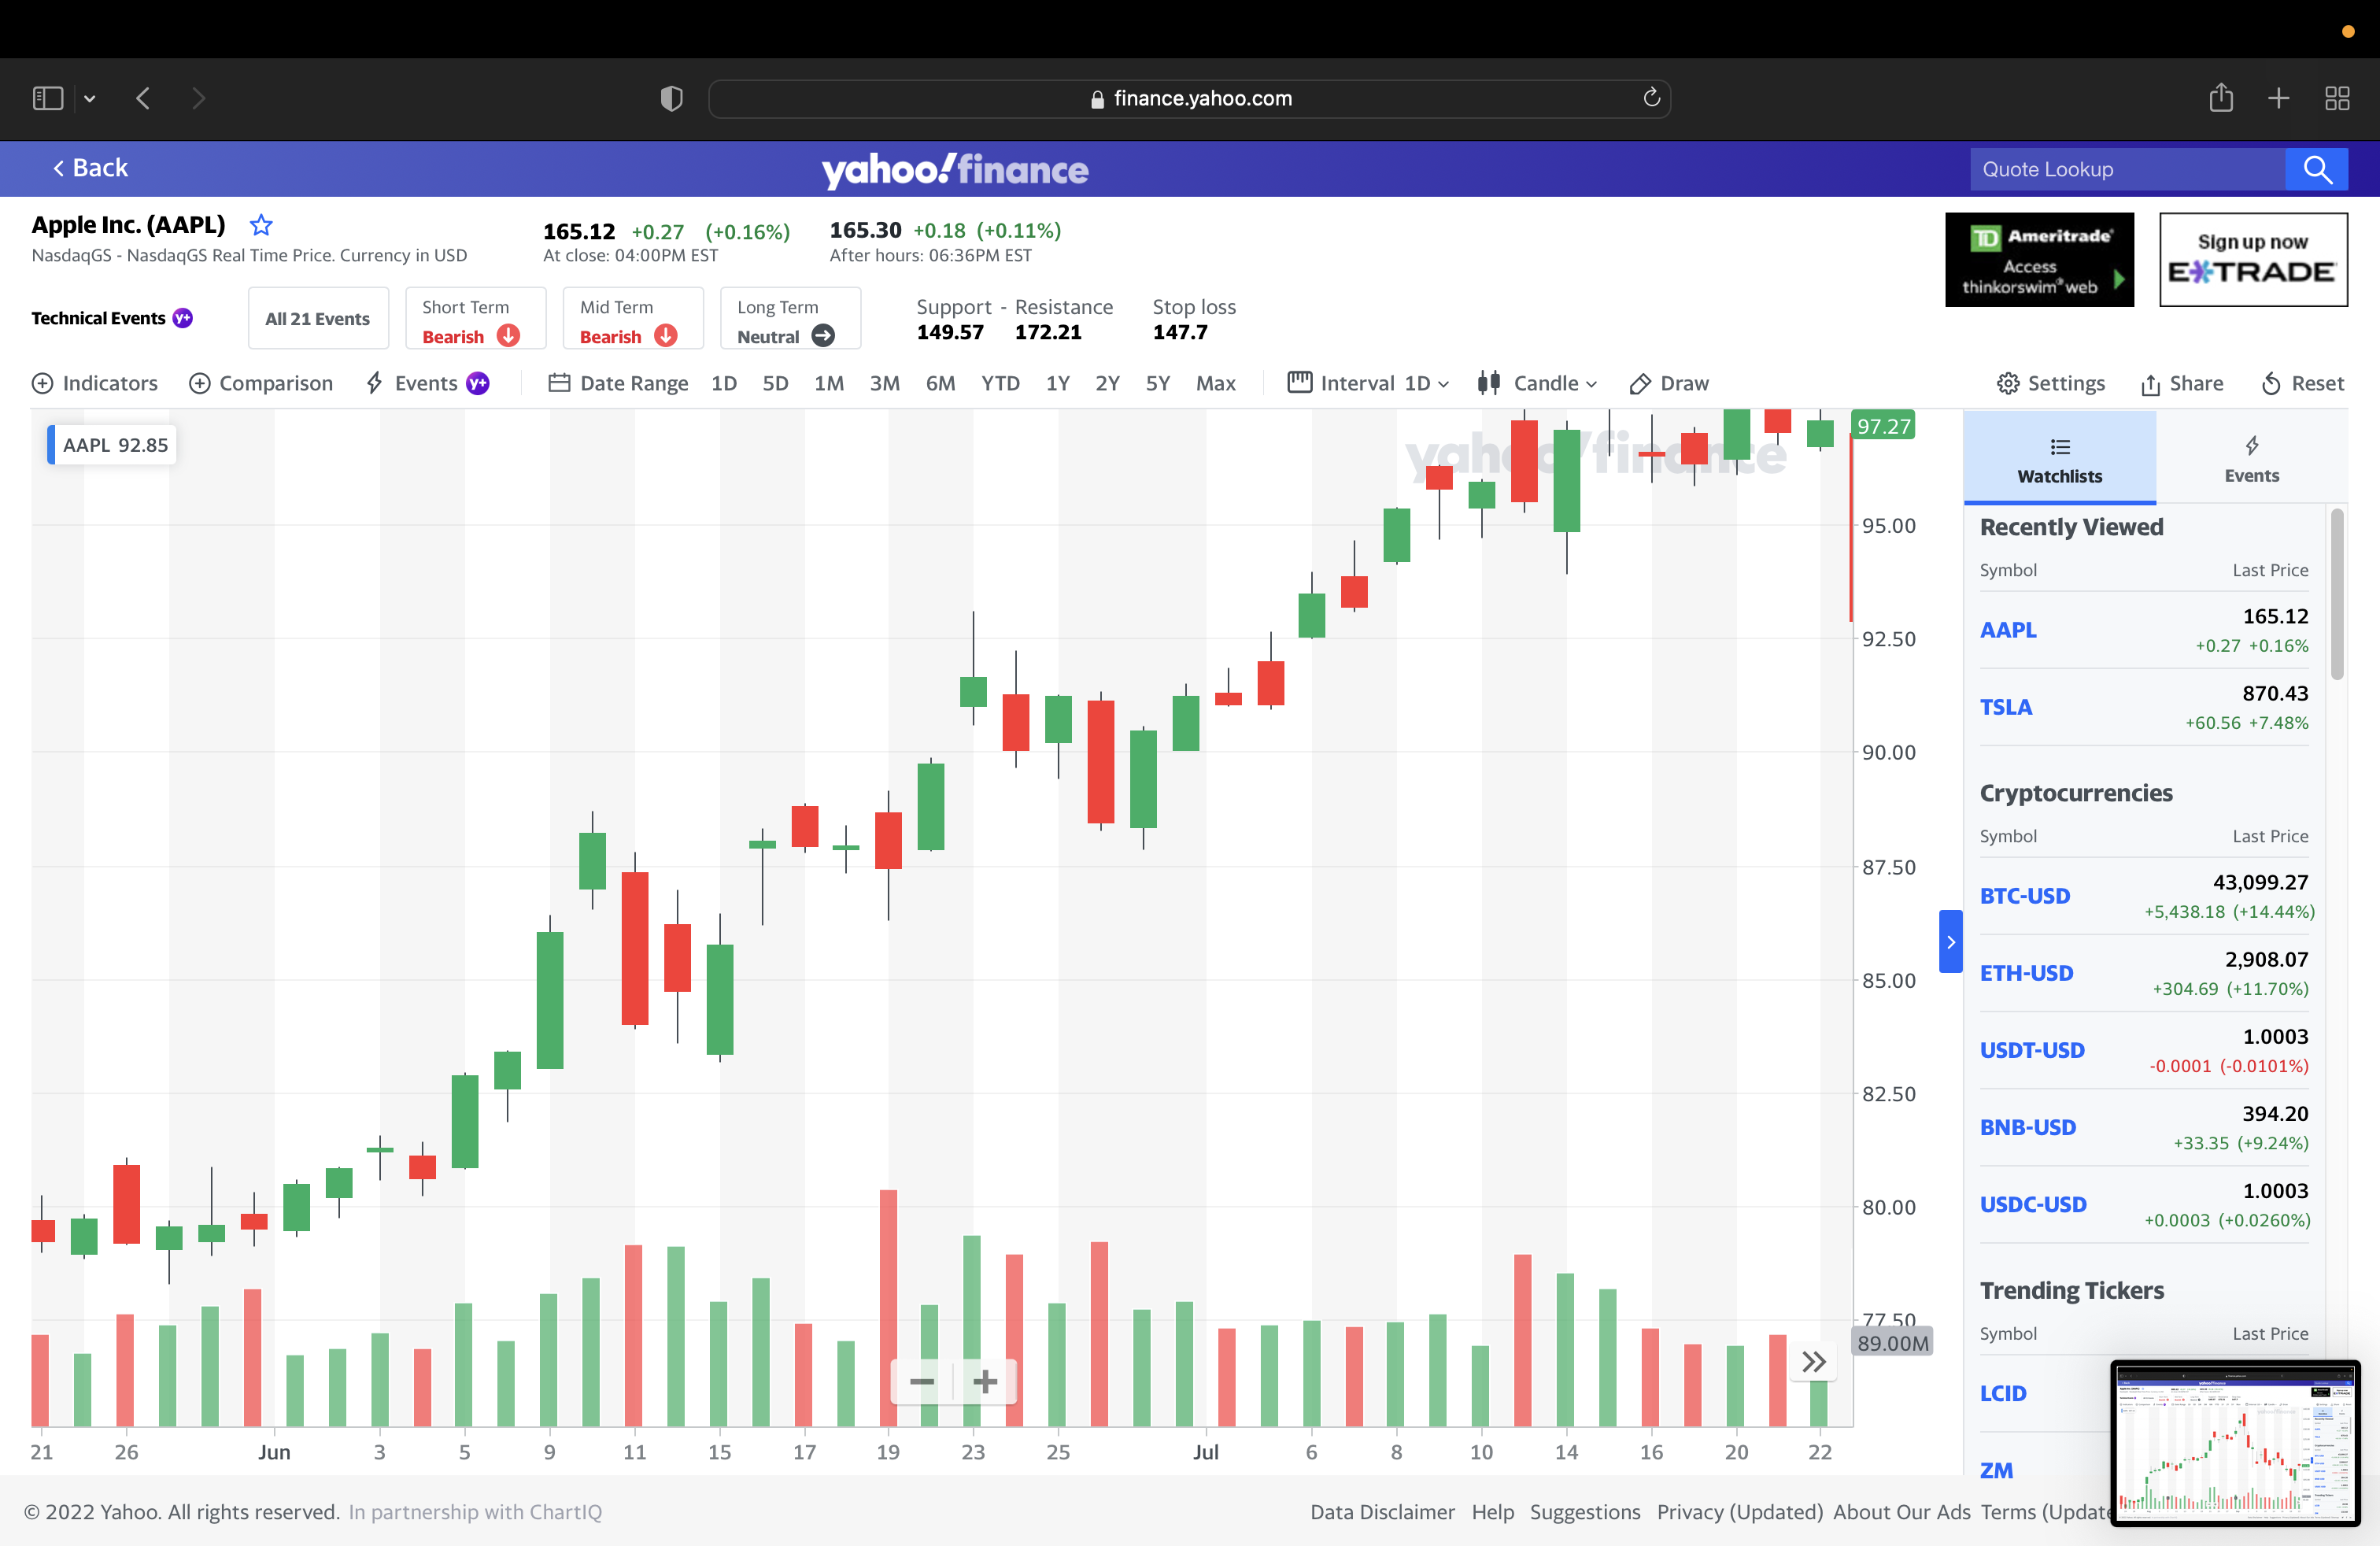 finance.yahoo.com
Back
yahoo!finance
Quote Lookup
Apple Inc. (AAPL)
NasdaqGS - NasdaqGS Real Time Price. Currency in USD
165.12 +0.27 (+0.16%)
At close: 04:00PM EST
165.30 +0.18 (+0.11%)
After hours: 06:36PM EST
TD Ameritrade
Access
thinkorswim® web
Sign up now
E*TRADE
Technical Events y+
All 21 Events
Short Term
Bearish
Mid Term
Bearish
Long Term
Neutral
Support - Resistance
149.57 172.21
Stop loss
147.7
Indicators Comparison Events y+ Date Range 1D 5D 1M 3M 6M YTD 1Y 2Y 5Y Max Interval 1D Candle Draw Settings Share Reset
AAPL 92.85
yahoo!finance
97.27
95.00
92.50
90.00
87.50
85.00
82.50
80.00
77.50
89.00M
21 26 Jun 3 5 9 11 15 17 19 23 25 Jul 6 8 10 14 16 20 22
Watchlists
Events
Recently Viewed
Symbol Last Price
AAPL 165.12
+0.27 +0.16%
TSLA 870.43
+60.56 +7.48%
Cryptocurrencies
Symbol Last Price
BTC-USD 43,099.27
+5,438.18 (+14.44%)
ETH-USD 2,908.07
+304.69 (+11.70%)
USDT-USD 1.0003
-0.0001 (-0.0101%)
BNB-USD 394.20
+33.35 (+9.24%)
USDC-USD 1.0003
+0.0003 (+0.0260%)
Trending Tickers
Symbol Last Price
LCID
ZM
© 2022 Yahoo. All rights reserved. In partnership with ChartIQ
Data Disclaimer Help Suggestions Privacy (Updated) About Our Ads Terms (Update